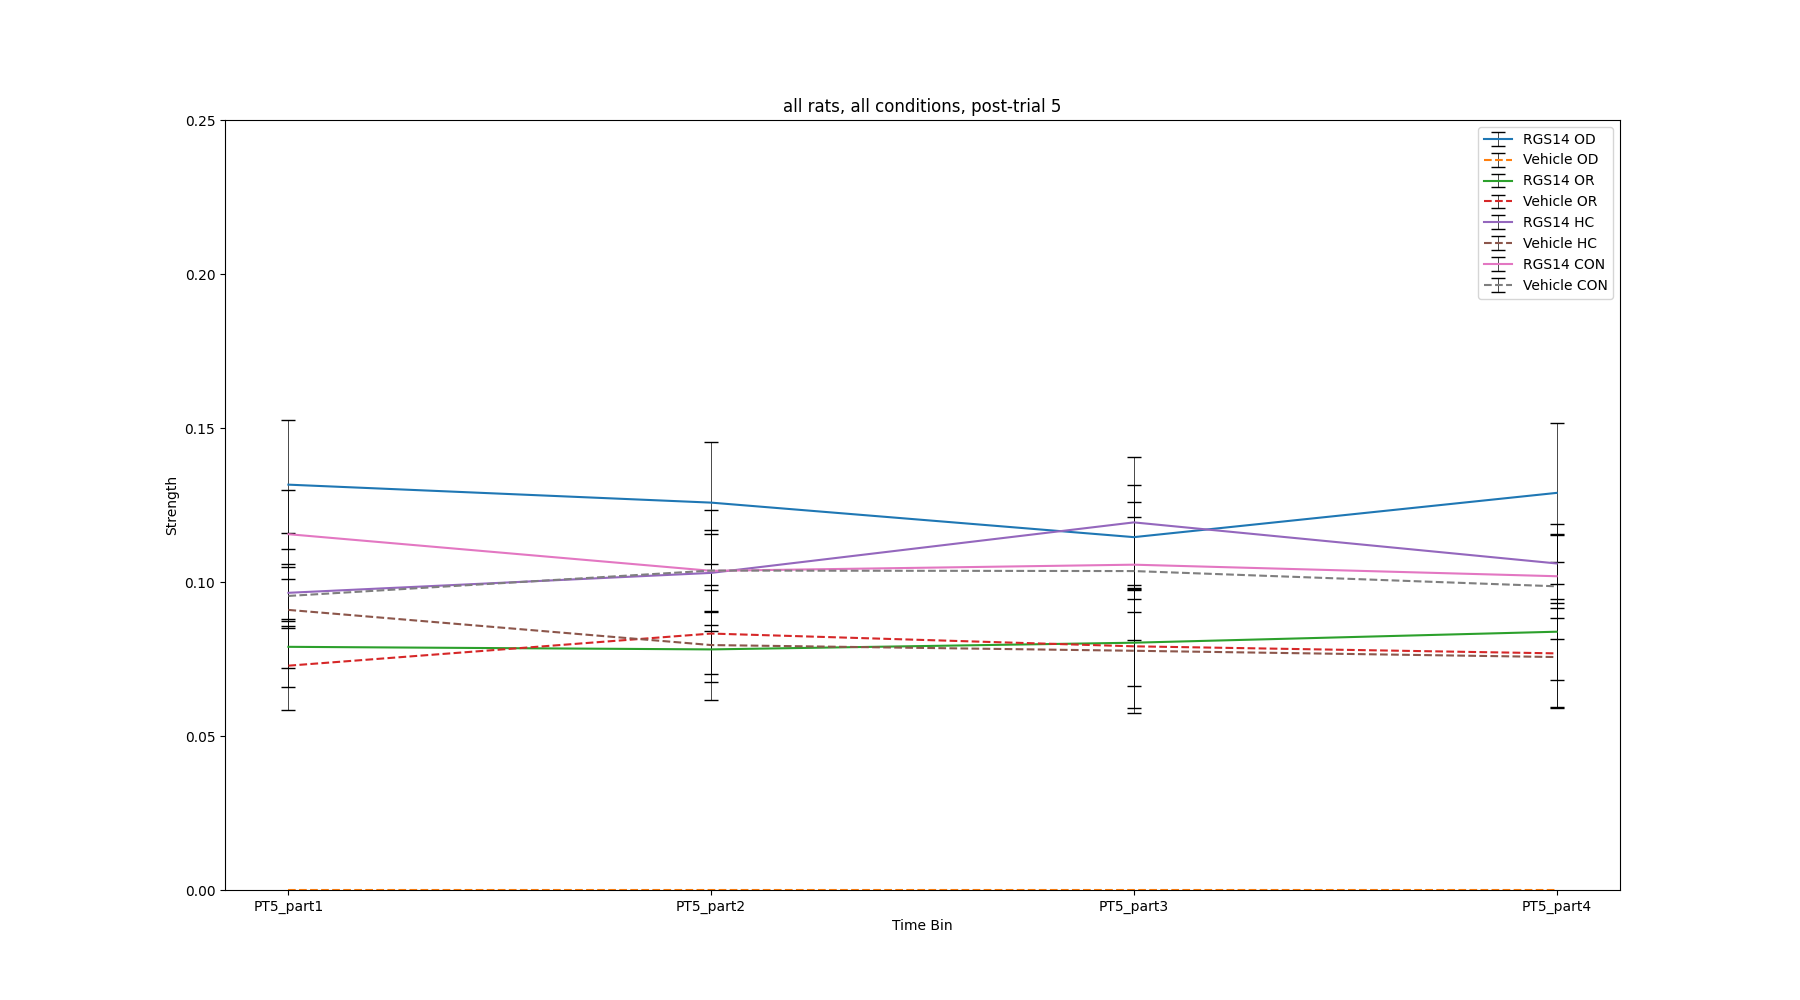 all rats, all conditions, post-trial 5
0.25
0.20
0.15
0.10
0.05
0.00
Strength
RGS14 OD
Vehicle OD
RGS14 OR
Vehicle OR
RGS14 HC
Vehicle HC
RGS14 CON
Vehicle CON
PT5_part1 PT5_part2 PT5_part3 PT5_part4
Time Bin